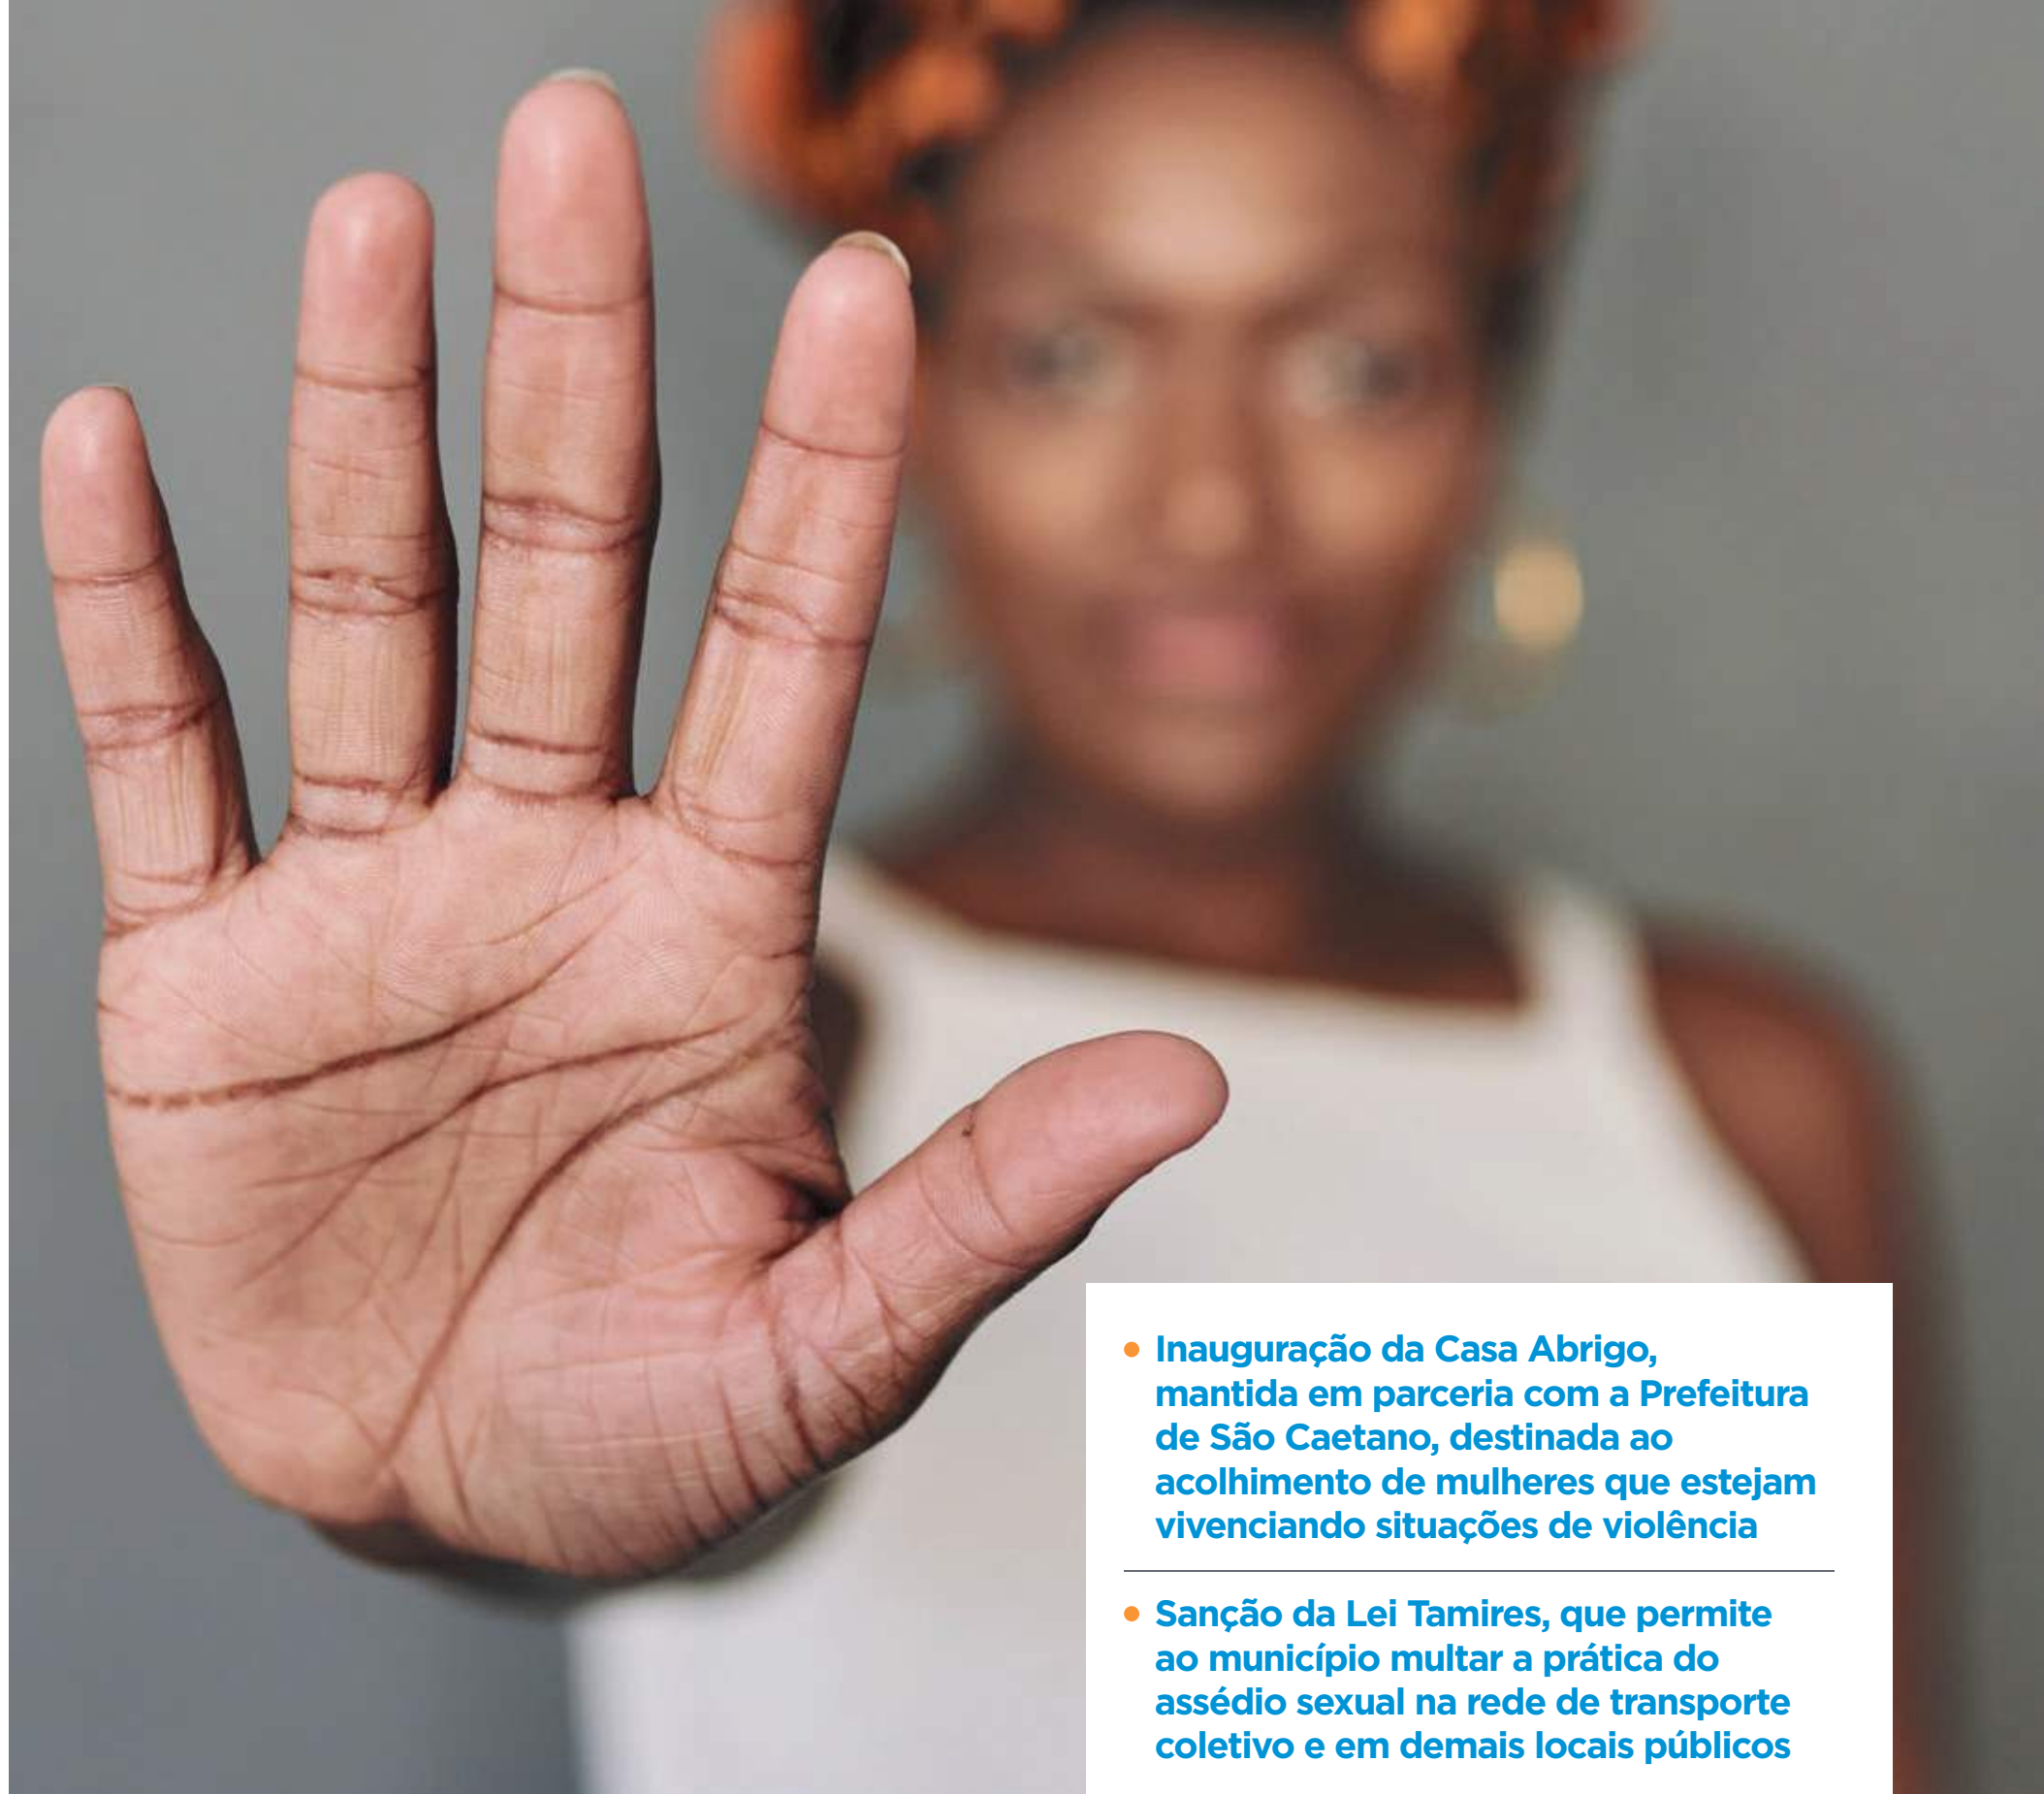 • Inauguração da Casa Abrigo,
mantida em parceria com a Prefeitura
de São Caetano, destinada ao
acolhimento de mulheres que estejam
vivenciando situações de violência
• Sanção da Lei Tamires, que permite
ao município multar a prática do
assédio sexual na rede de transporte
coletivo e em demais locais públicos